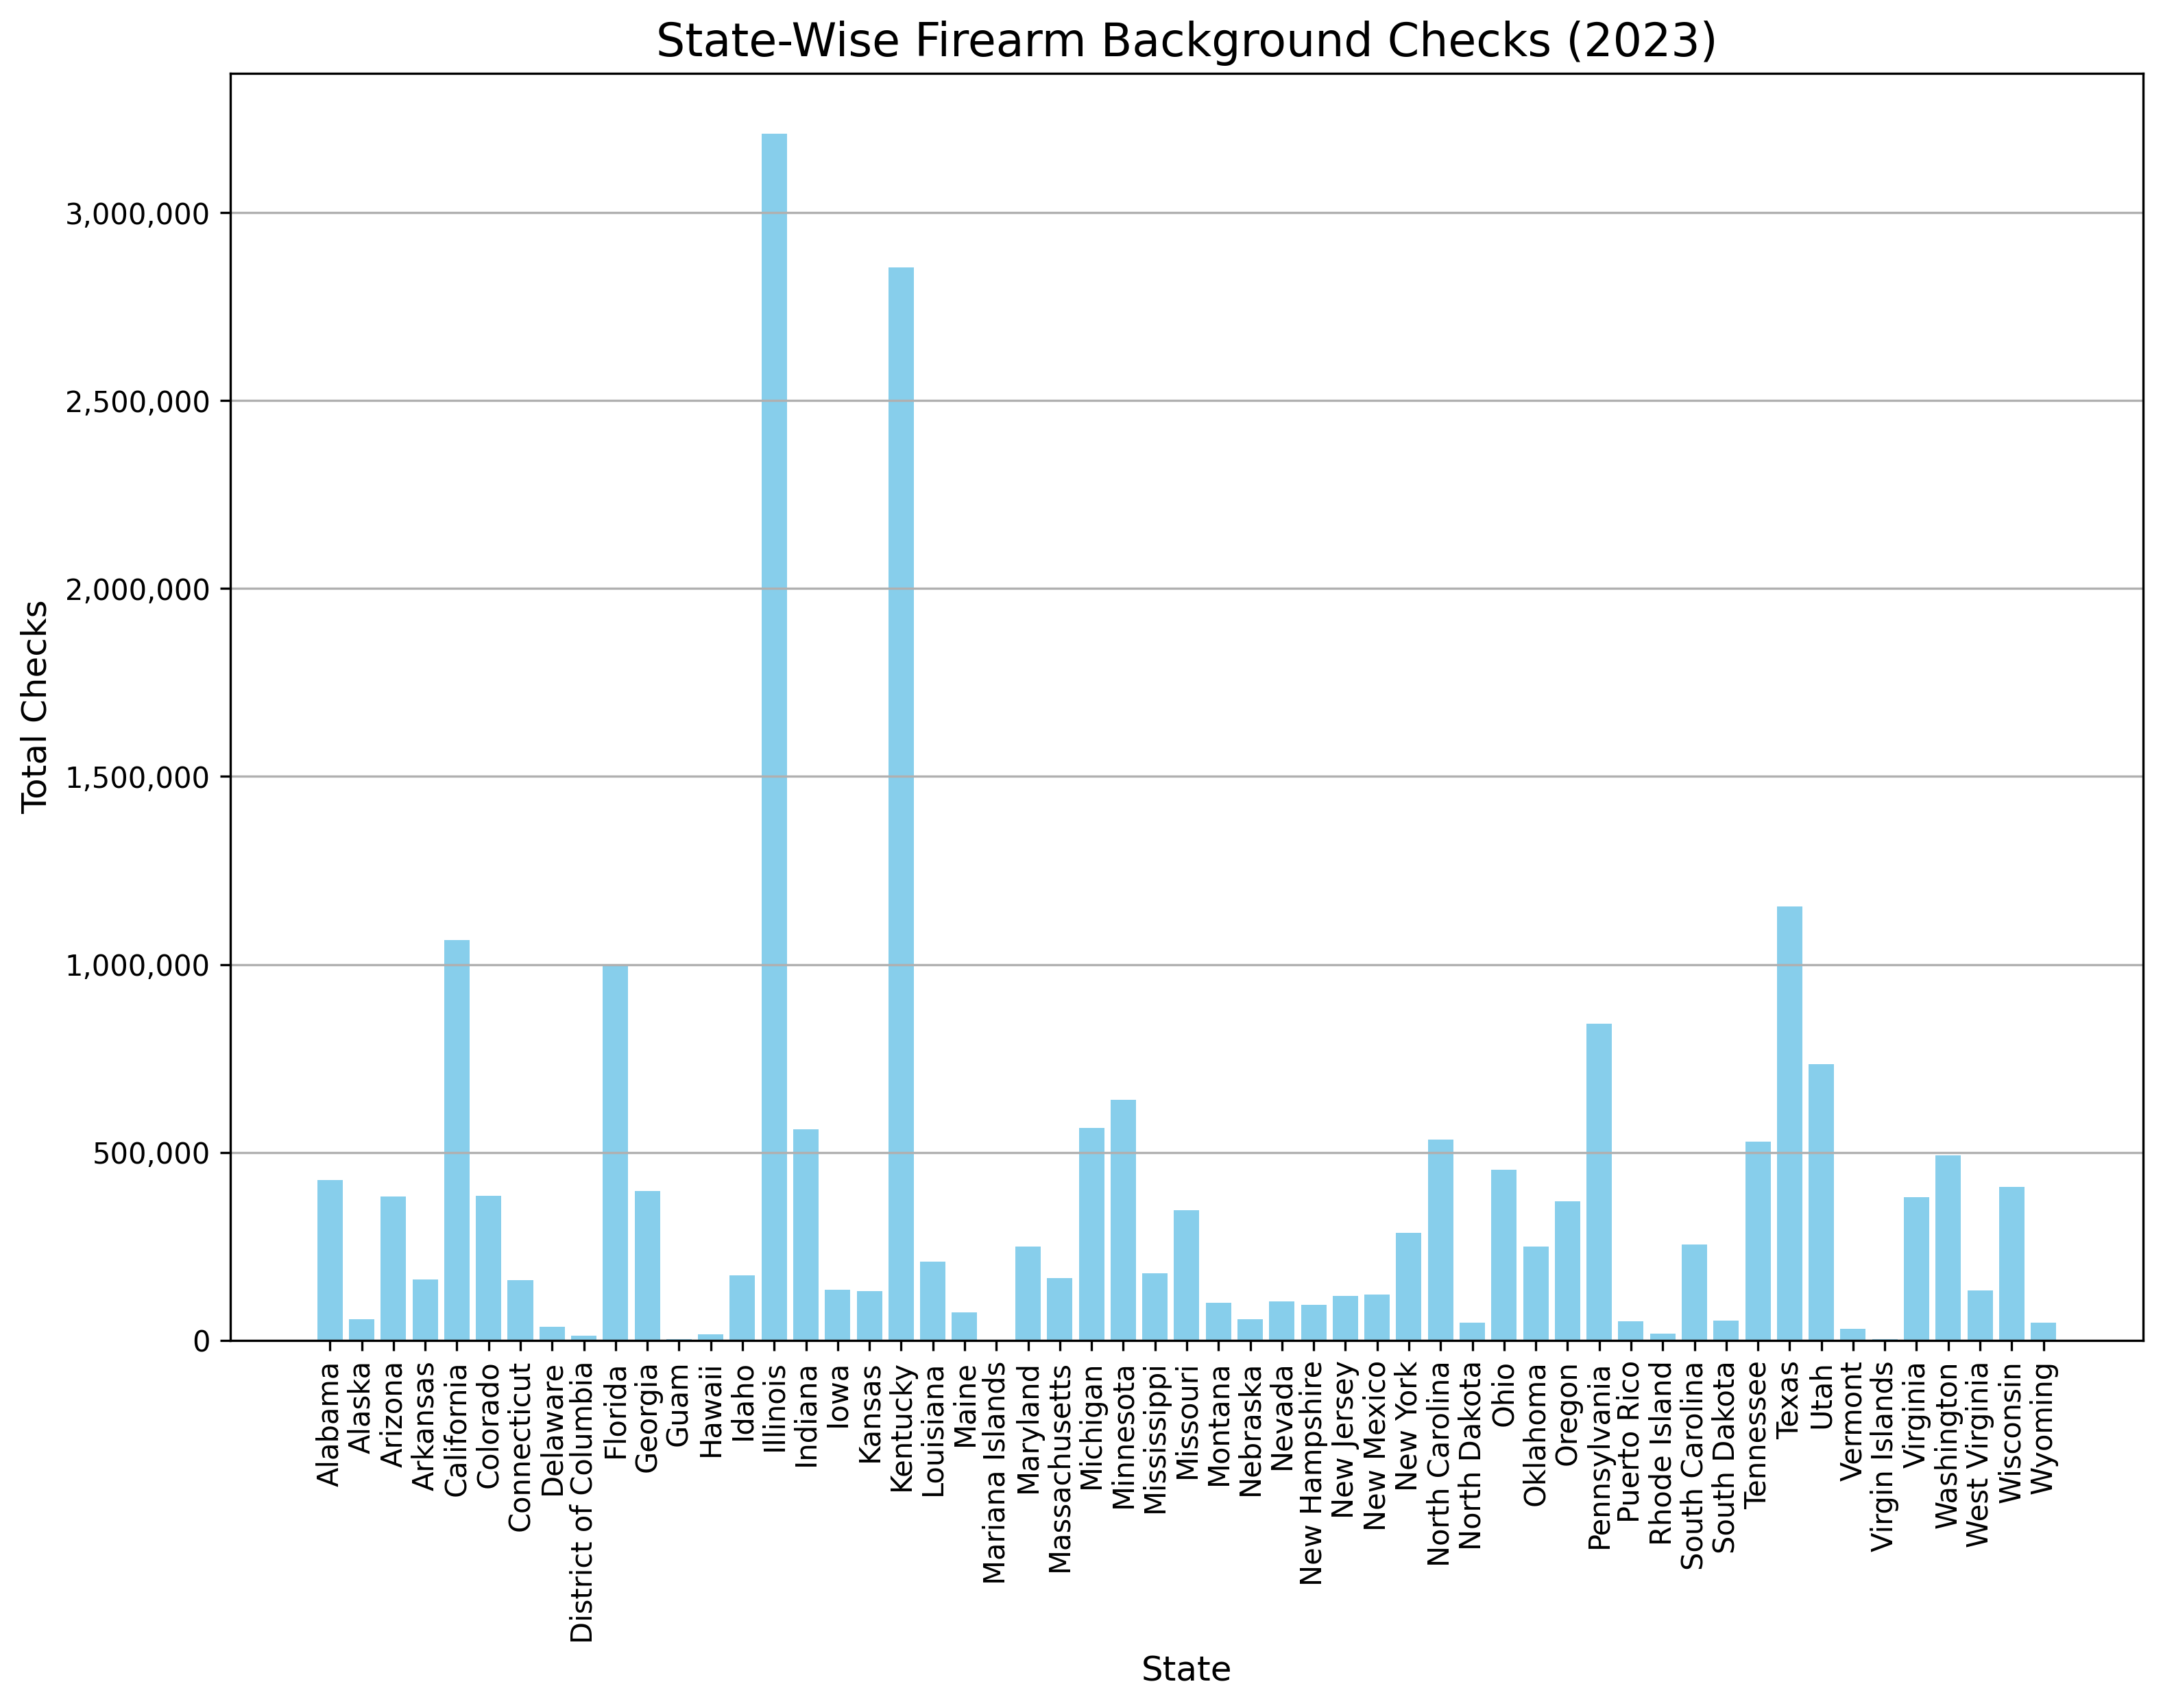 State-Wise Firearm Background Checks (2023)
3,000,000
2,500,000
2,000,000
1,500,000
1,000,000
500,000
0
Total Checks
Alabama
Alaska
Arizona
Arkansas
California
Colorado
Connecticut
Delaware
District of Columbia
Florida
Georgia
Guam
Hawaii
Idaho
Illinois
Indiana
Iowa
Kansas
Kentucky
Louisiana
Maine
Mariana Islands
Maryland
Massachusetts
Michigan
Minnesota
Mississippi
Missouri
Montana
Nebraska
Nevada
New Hampshire
New Jersey
New Mexico
New York
North Carolina
North Dakota
Ohio
Oklahoma
Oregon
Pennsylvania
Puerto Rico
Rhode Island
South Carolina
South Dakota
Tennessee
Texas
Utah
Vermont
Virgin Islands
Virginia
Washington
West Virginia
Wisconsin
Wyoming
State